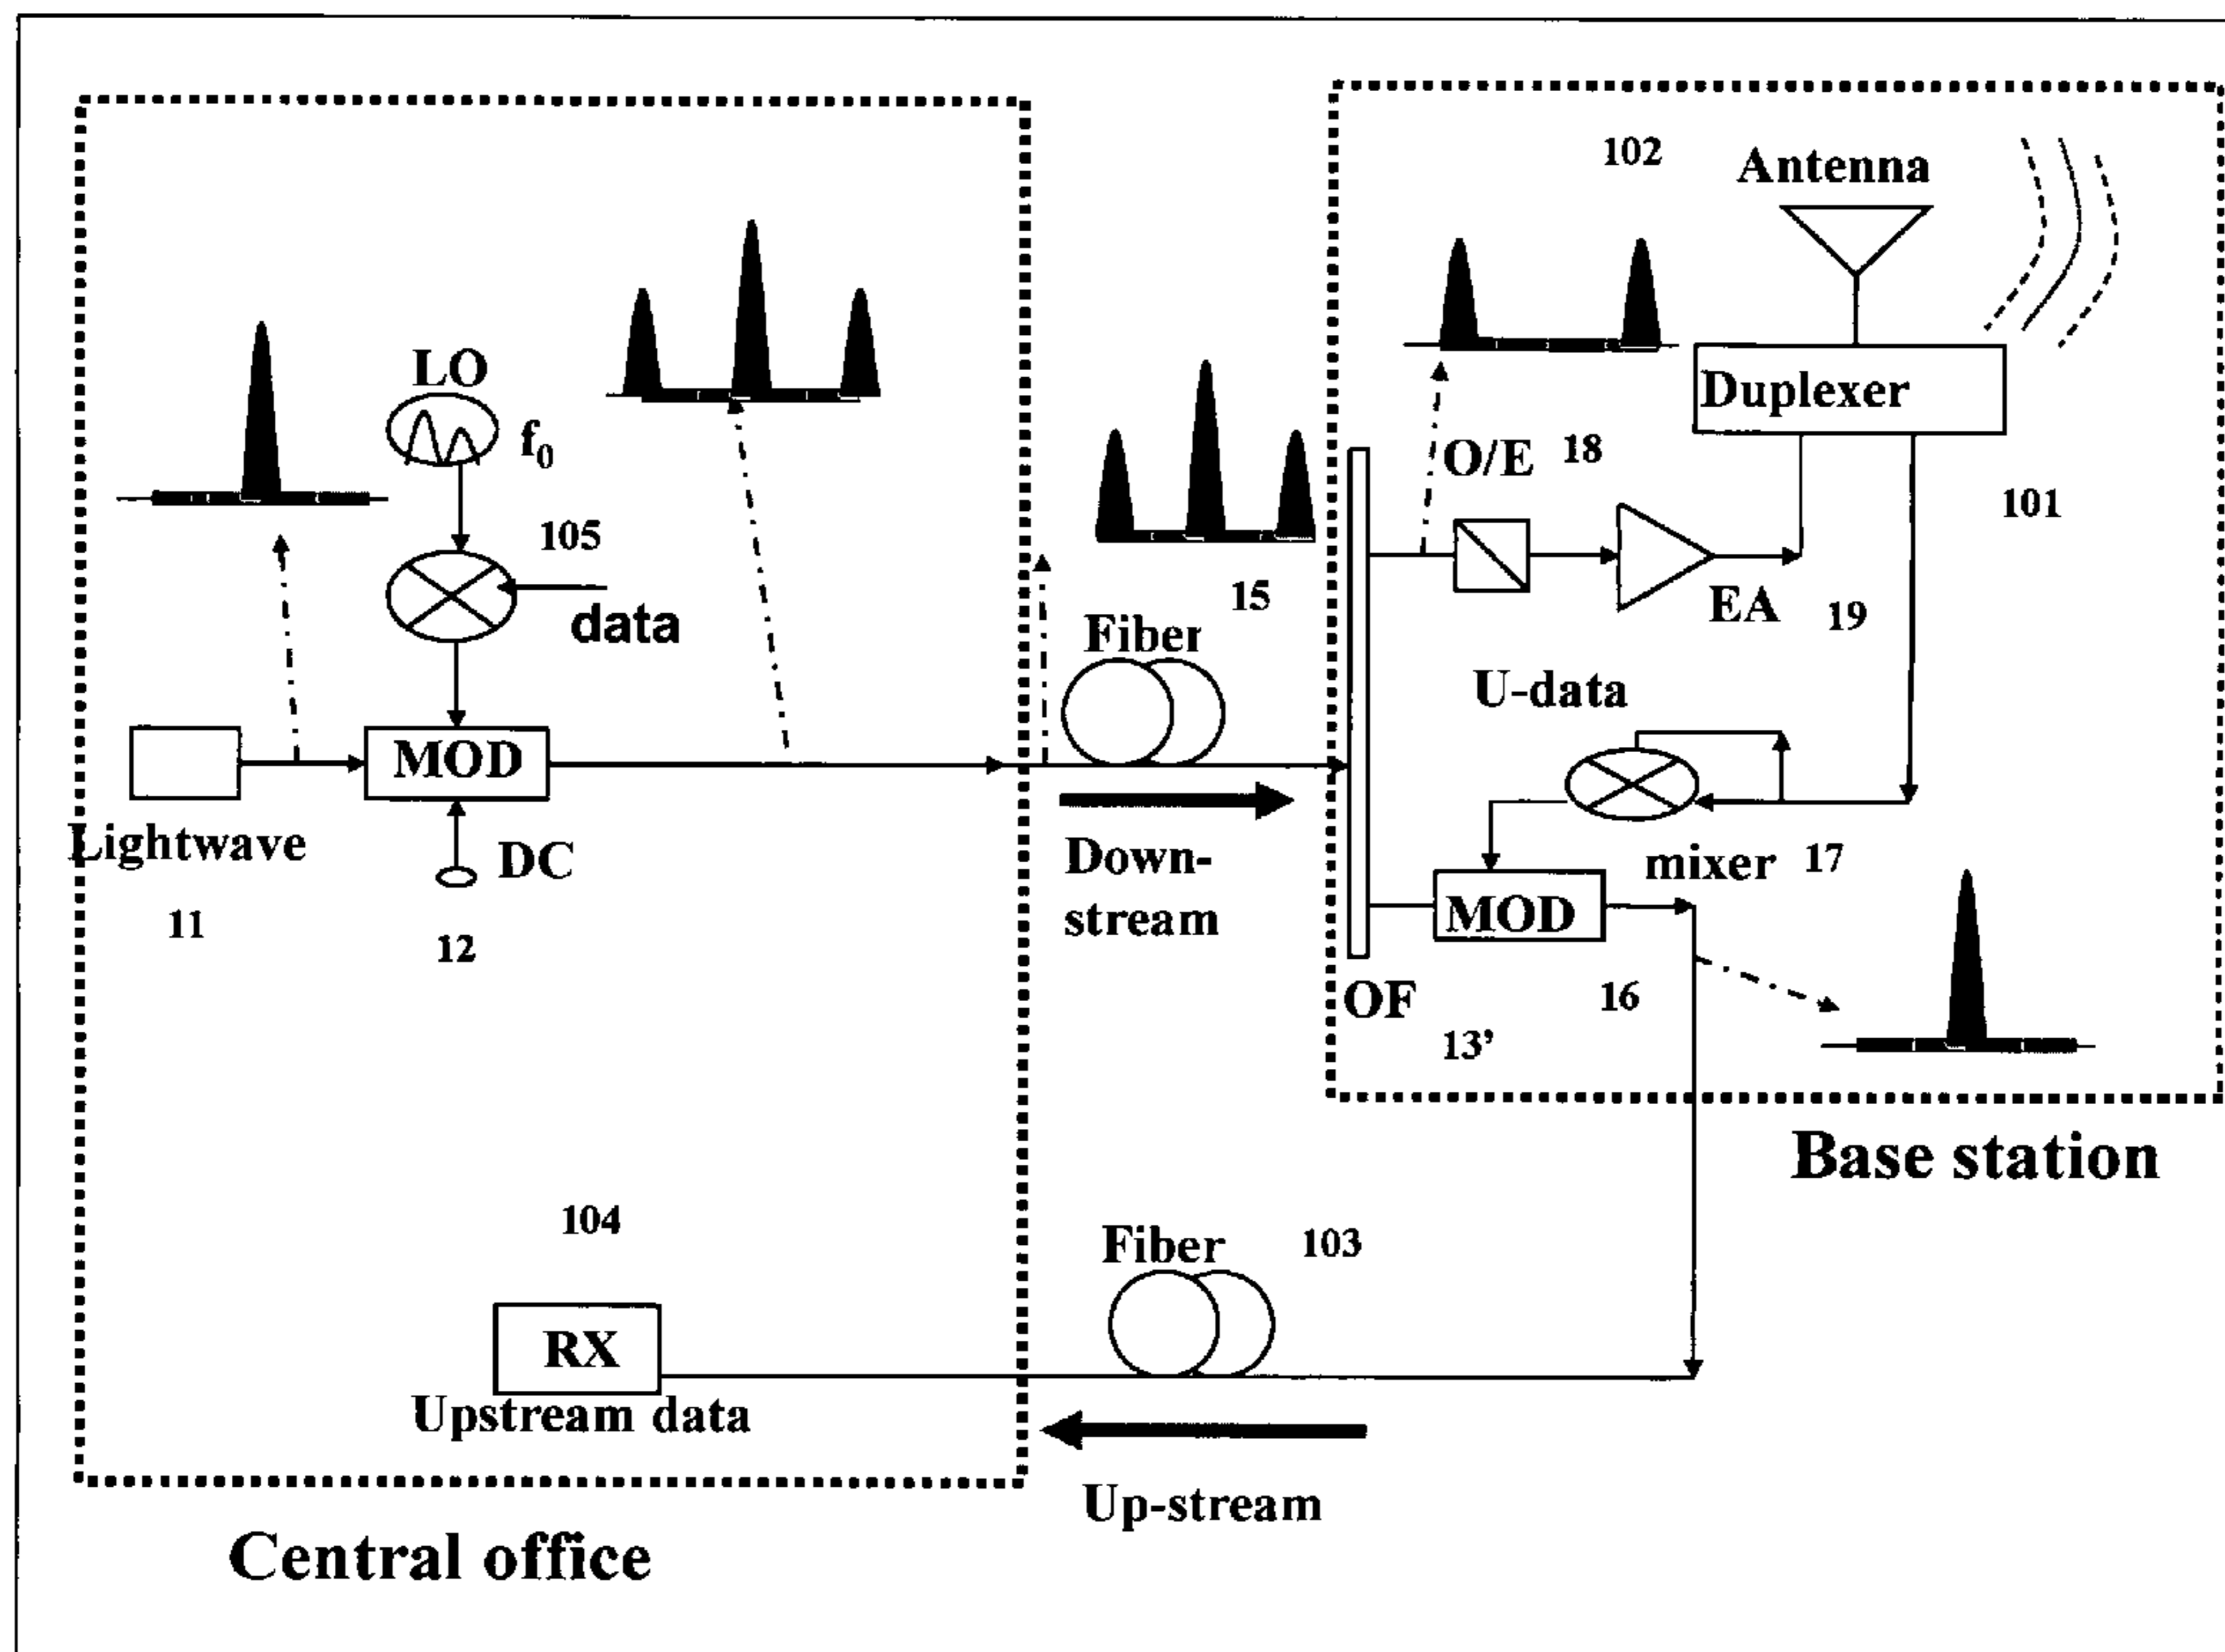 102
Antenna
LO
f0
Duplexer
O/E
18
101
105
data
15
Fiber
EA
19
U-data
MOD
Lightwave
DC
Down-
stream
mixer
17
MOD
11
12
OF
16
13’
Base station
104
Fiber
103
RX
Upstream data
Up-stream
Central office